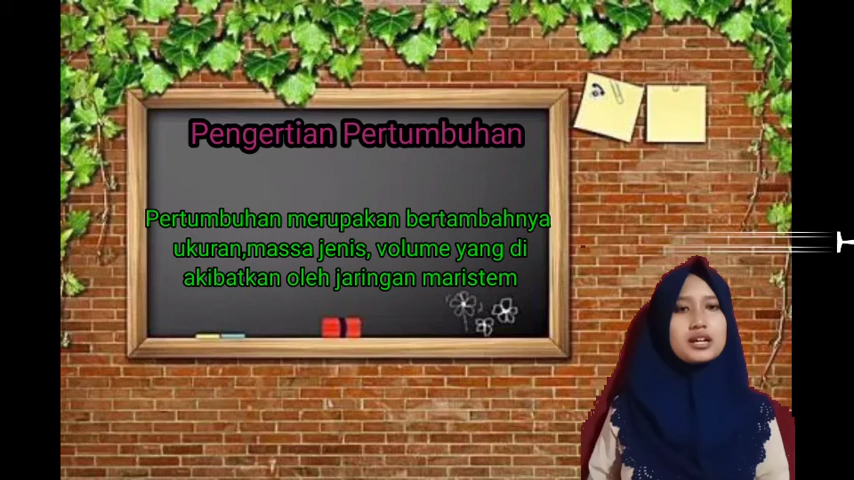 Pengertian Pertumbuhan
Pertumbuhan merupakan bertambahnya
ukuran,massa jenis, volume yang di
akibatkan oleh jaringan maristem